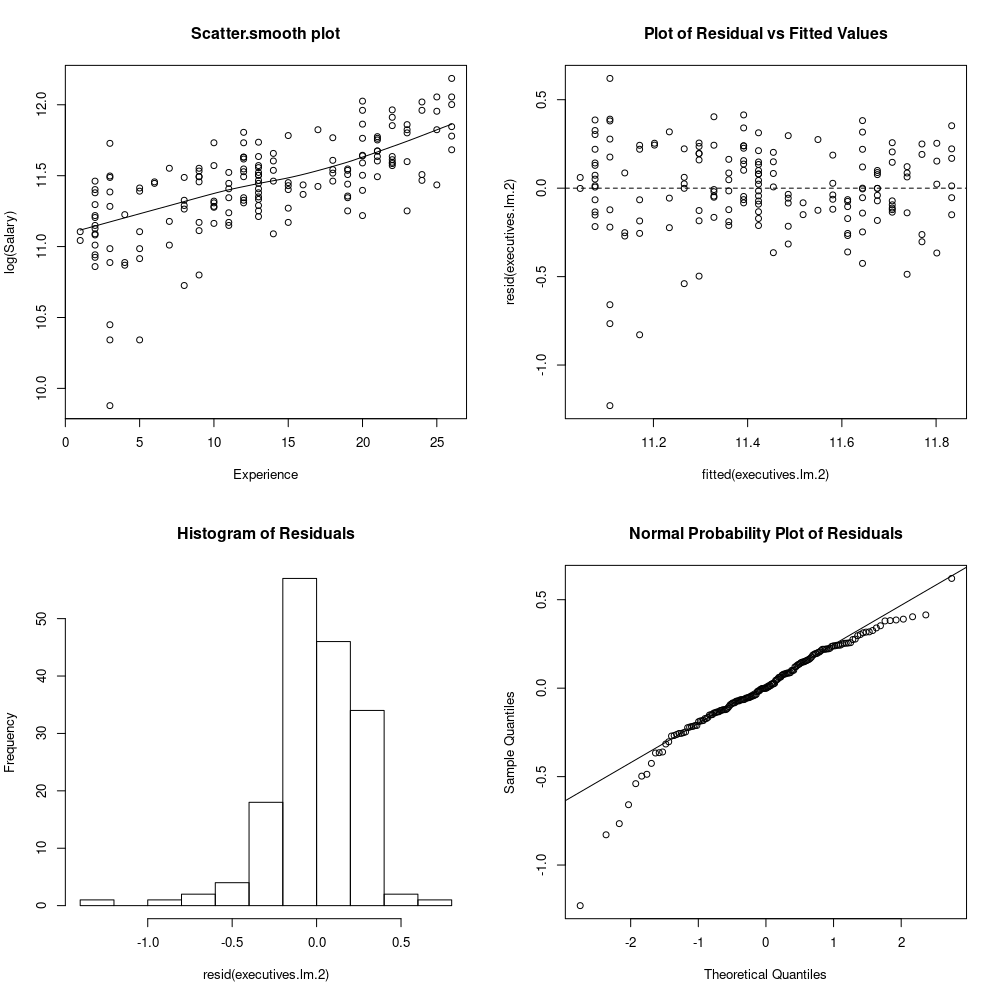 Scatter.smooth plot
log(Salary)
12.0
11.5
11.0
10.5
10.0
0 5 10 15 20 25
Experience
Plot of Residual vs Fitted Values
resid(executives.lm.2)
0.5
0.0
-0.5
-1.0
11.2 11.4 11.6 11.8
fitted(executives.lm.2)
Histogram of Residuals
Frequency
50
40
30
20
10
0
-1.0 -0.5 0.0 0.5
resid(executives.lm.2)
Normal Probability Plot of Residuals
Sample Quantiles
0.5
0.0
-0.5
-1.0
-2 -1 0 1 2
Theoretical Quantiles